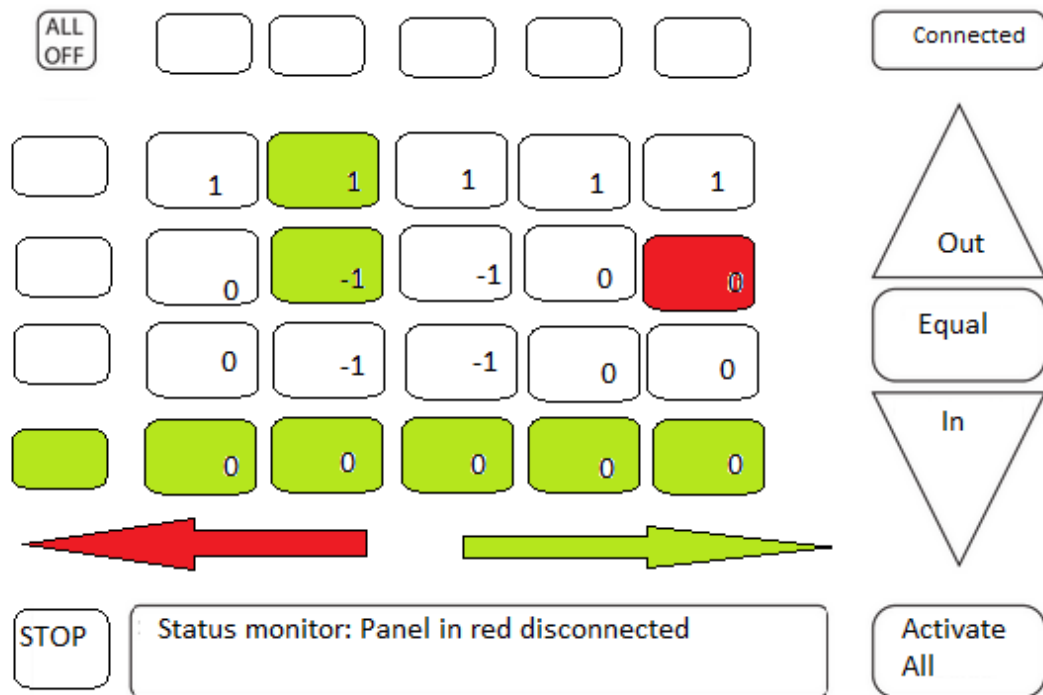 ALL
OFF
Connected
1 1 1 1 1
0 -1 -1 0 0
Out
Equal
0 -1 -1 0 0
In
0 0 0 0 0
STOP
Status monitor: Panel in red disconnected
Activate
All